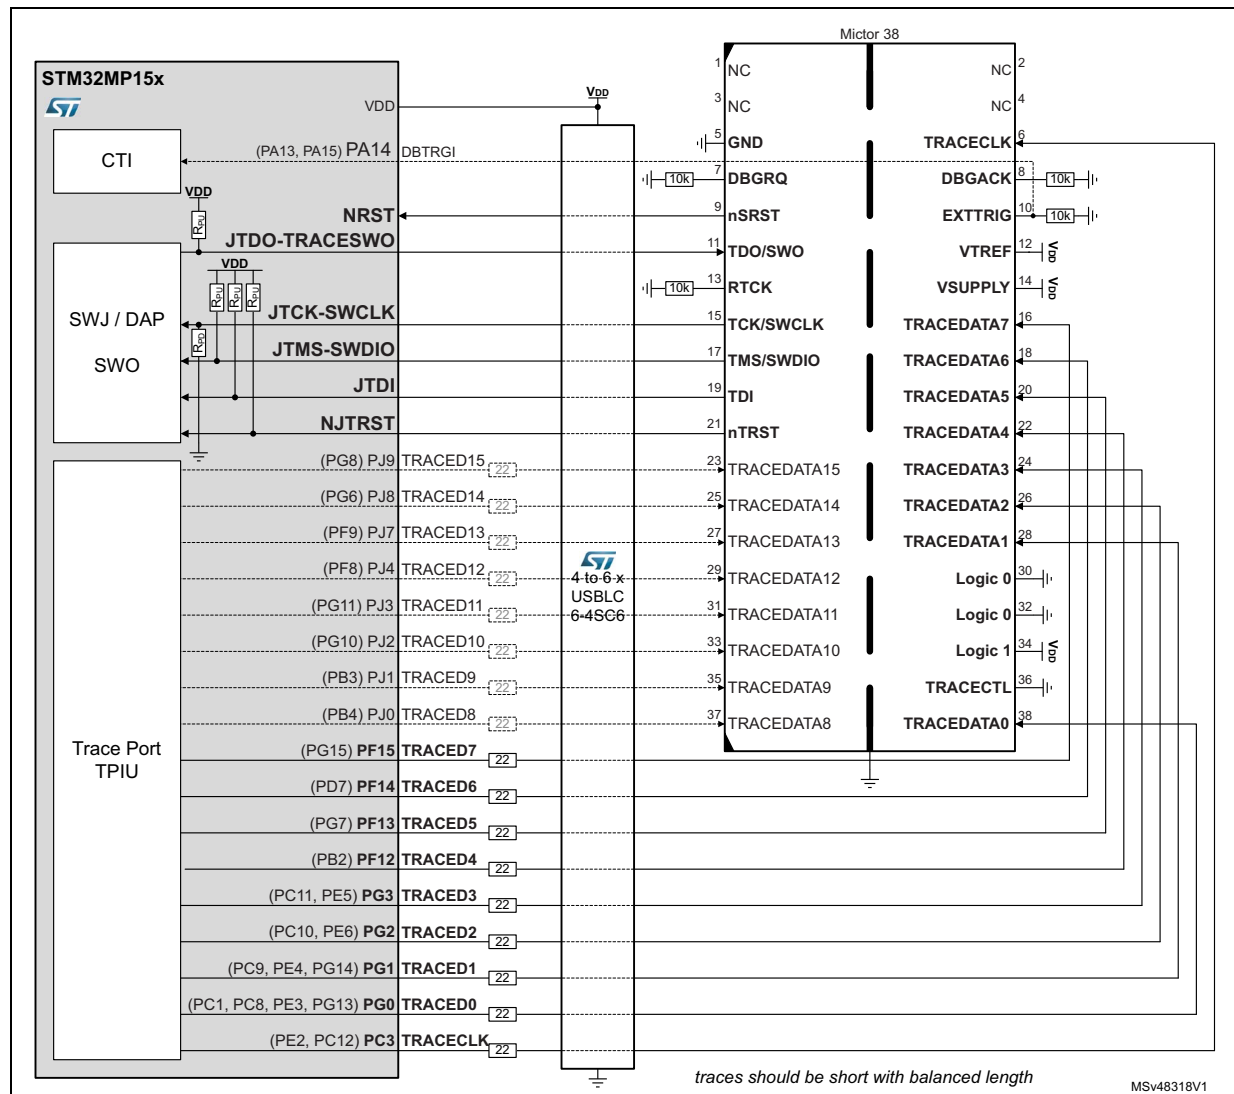 Mictor 38
STM32MP15x
VDD
VDD
CTI
(PA13, PA15) PA14 DBTRGI
VDD
RPU
NRST
JTDO-TRACESWO
VDD
RPU RPU RPU
SWJ / DAP
SWO
JTCK-SWCLK
RPD
JTMS-SWDIO
JTDI
NJTRST
Trace Port
TPIU
(PG8) PJ9 TRACED15 22
(PG6) PJ8 TRACED14 22
(PF9) PJ7 TRACED13 22
(PF8) PJ4 TRACED12 22
(PG11) PJ3 TRACED11 22
(PG10) PJ2 TRACED10 22
(PB3) PJ1 TRACED9 22
(PB4) PJ0 TRACED8 22
(PG15) PF15 TRACED7 22
(PD7) PF14 TRACED6 22
(PG7) PF13 TRACED5 22
(PB2) PF12 TRACED4 22
(PC11, PE5) PG3 TRACED3 22
(PC10, PE6) PG2 TRACED2 22
(PC9, PE4, PG14) PG1 TRACED1 22
(PC1, PC8, PE3, PG13) PG0 TRACED0 22
(PE2, PC12) PC3 TRACECLK 22
ST
ST
4 to 6 x
USBLC
6-4SC6
1 NC NC 2
3 NC NC 4
5 GND TRACECLK 6
10k 7 DBGRQ DBGACK 8 10k
9 nSRST EXTTRIG 10 10k
11 TDO/SWO VTREF 12 VDD
10k 13 RTCK VSUPPLY 14 VDD
15 TCK/SWCLK TRACEDATA7 16
17 TMS/SWDIO TRACEDATA6 18
19 TDI TRACEDATA5 20
21 nTRST TRACEDATA4 22
23 TRACEDATA15 TRACEDATA3 24
25 TRACEDATA14 TRACEDATA2 26
27 TRACEDATA13 TRACEDATA1 28
29 TRACEDATA12 Logic 0 30
31 TRACEDATA11 Logic 0 32
33 TRACEDATA10 Logic 1 34 VDD
35 TRACEDATA9 TRACECTL 36
37 TRACEDATA8 TRACEDATA0 38
traces should be short with balanced length
MSv48318V1